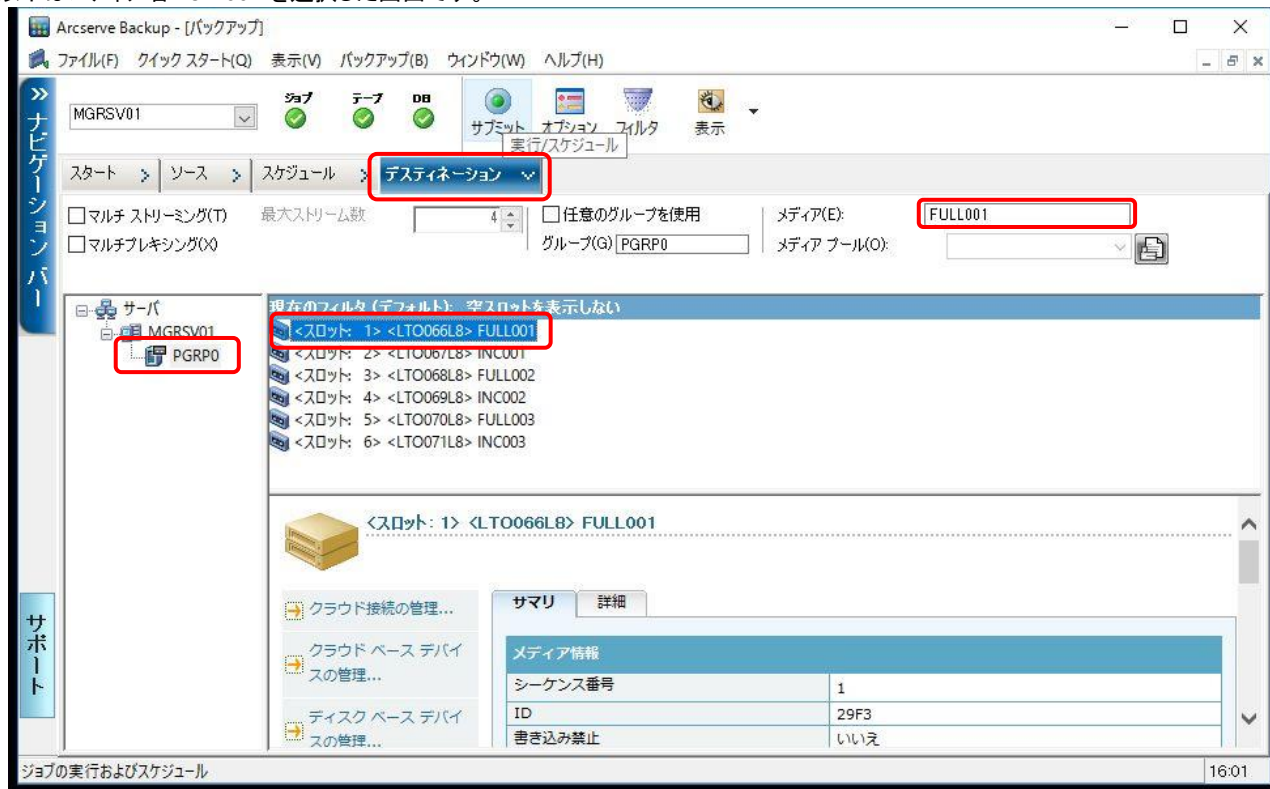 Arcserve Backup - [バックアップ]
ファイル(F) クイック スタート(Q) 表示(V) バックアップ(B) ウィンドウ(W) ヘルプ(H)
ナビゲーション バー
MGRSV01
ジョブ テープ DB
サブミット オプション フィルタ 表示
実行/スケジュール
スタート ソース スケジュール デスティネーション
マルチ ストリーミング(T) 最大ストリーム数 4 任意のグループを使用 メディア(E): FULL001
マルチプレキシング(X) グループ(G) PGRP0 メディア プール(O):
サーバ
MGRSV01
PGRP0
現在のフィルタ (デフォルト): 空スロットを表示しない
<スロット: 1> <LTO066L8> FULL001
<スロット: 2> <LTO067L8> INC001
<スロット: 3> <LTO068L8> FULL002
<スロット: 4> <LTO069L8> INC002
<スロット: 5> <LTO070L8> FULL003
<スロット: 6> <LTO071L8> INC003
<スロット: 1> <LTO066L8> FULL001
クラウド接続の管理...
クラウド ベース デバイ
スの管理...
ディスク ベース デバイ
スの管理...
サマリ 詳細
メディア情報
シーケンス番号 1
ID 29F3
書き込み禁止 いいえ
サポート
ジョブの実行およびスケジュール 16:01